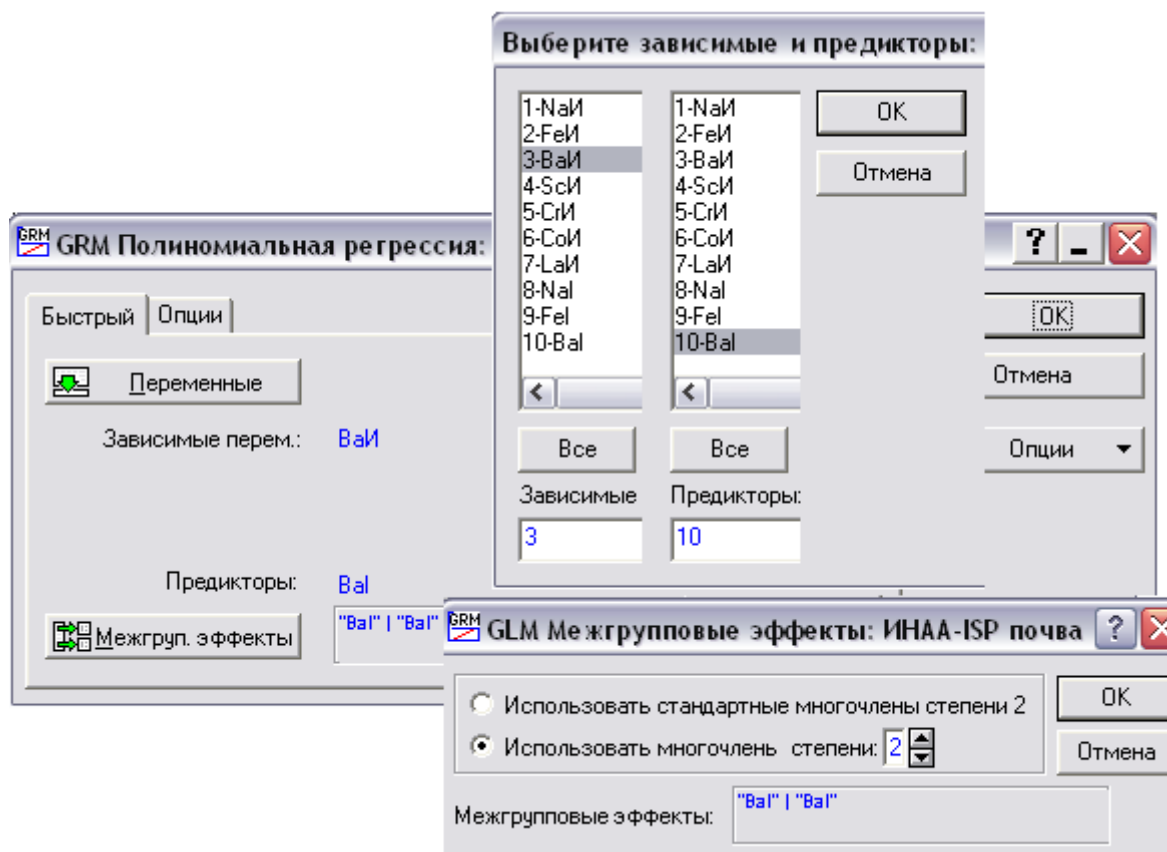 Выберите зависимые и предикторы:
1-NaИ
2-FeИ
3-BaИ
4-ScИ
5-CrИ
6-CoИ
7-LaИ
8-NaI
9-FeI
10-BaI
1-NaИ
2-FeИ
3-BaИ
4-ScИ
5-CrИ
6-CoИ
7-LaИ
8-NaI
9-FeI
10-BaI
OK
Отмена
Все
Все
Зависимые
Предикторы:
3
10
GRM GRM Полиномиальная регрессия:
Быстрый Опции
Переменные
Зависимые перем.: BaИ
Предикторы: BaI
Межгруп. эффекты
"BaI" | "BaI"
OK
Отмена
Опции
GRM GLM Межгрупповые эффекты: ИНАА-ISP почва
Использовать стандартные многочлены степени 2
Использовать многочлень степени: 2
OK
Отмена
Межгрупповые эффекты: "BaI" | "BaI"